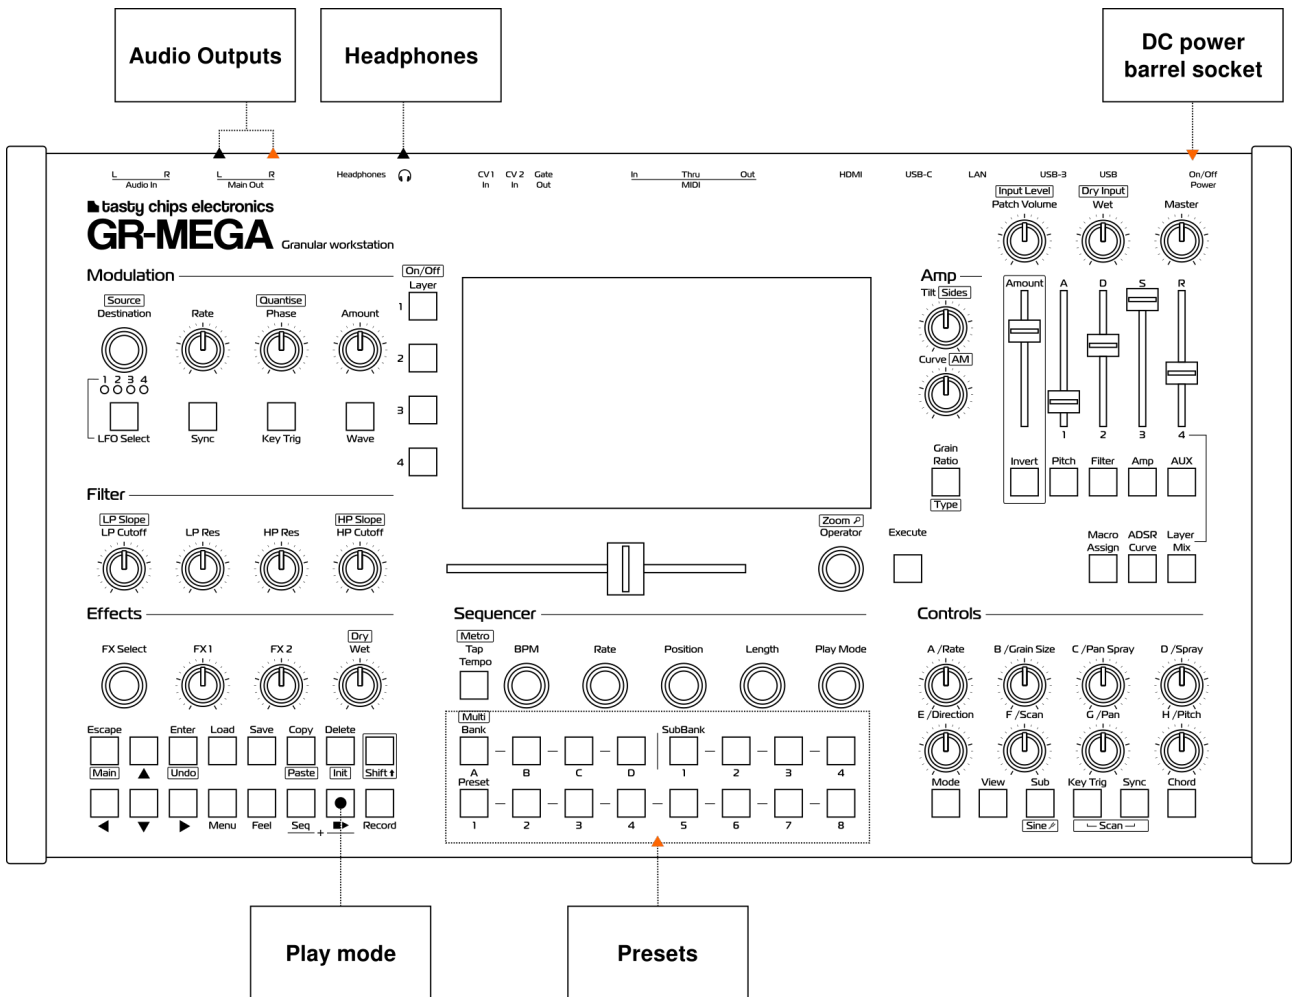 Audio Outputs
Headphones
DC power
barrel socket
L R
Audio In
L R
Main Out
Headphones
CV 1 CV 2 Gate
In In Out
In Thru Out
MIDI
HDMI
USB-C
LAN
USB-3
USB
On/Off
Power
tasty chips electronics
GR-MEGA Granular workstation
Input Level
Patch Volume
Dry Input
Wet
Master
Modulation
Source
Destination
Rate
Quantise
Phase
Amount
1 2 3 4
LFO Select
Sync
Key Trig
Wave
On/Off
Layer
1
2
3
4
Amp
Tilt Sides
Curve AM
Grain
Ratio
Type
Amount A D S R
1 2 3 4
Invert Pitch Filter Amp AUX
Macro
Assign
ADSR
Curve
Layer
Mix
Filter
LP Slope
LP Cutoff
LP Res
HP Res
HP Slope
HP Cutoff
Zoom
Operator
Execute
Effects
FX Select
FX 1
FX 2
Dry
Wet
Sequencer
Metro
Tap
Tempo
BPM
Rate
Position
Length
Play Mode
Controls
A /Rate
B /Grain Size
C /Pan Spray
D /Spray
E /Direction
F /Scan
G /Pan
H /Pitch
Mode
View
Sub
Key Trig
Sync
Chord
Sine
Scan
Escape Enter Load Save Copy Delete
Main Undo Paste Init Shift
Menu Feel Seq + Record
Multi
Bank
SubBank
A B C D 1 2 3 4
Preset
1 2 3 4 5 6 7 8
Play mode
Presets